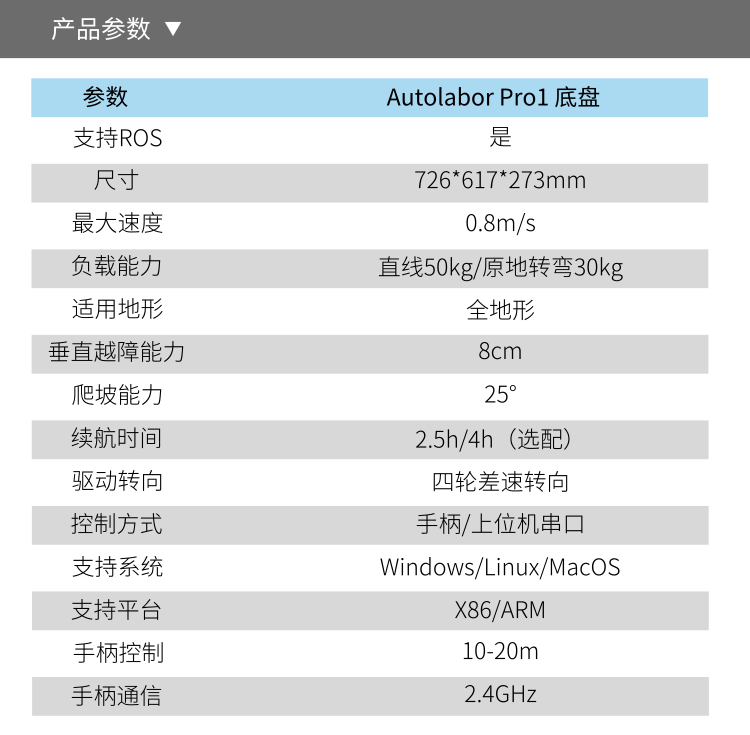 产品参数 ▼
参数 Autolabor Pro1 底盘
支持ROS 是
尺寸 726*617*273mm
最大速度 0.8m/s
负载能力 直线50kg/原地转弯30kg
适用地形 全地形
垂直越障能力 8cm
爬坡能力 25°
续航时间 2.5h/4h（选配）
驱动转向 四轮差速转向
控制方式 手柄/上位机串口
支持系统 Windows/Linux/MacOS
支持平台 X86/ARM
手柄控制 10-20m
手柄通信 2.4GHz